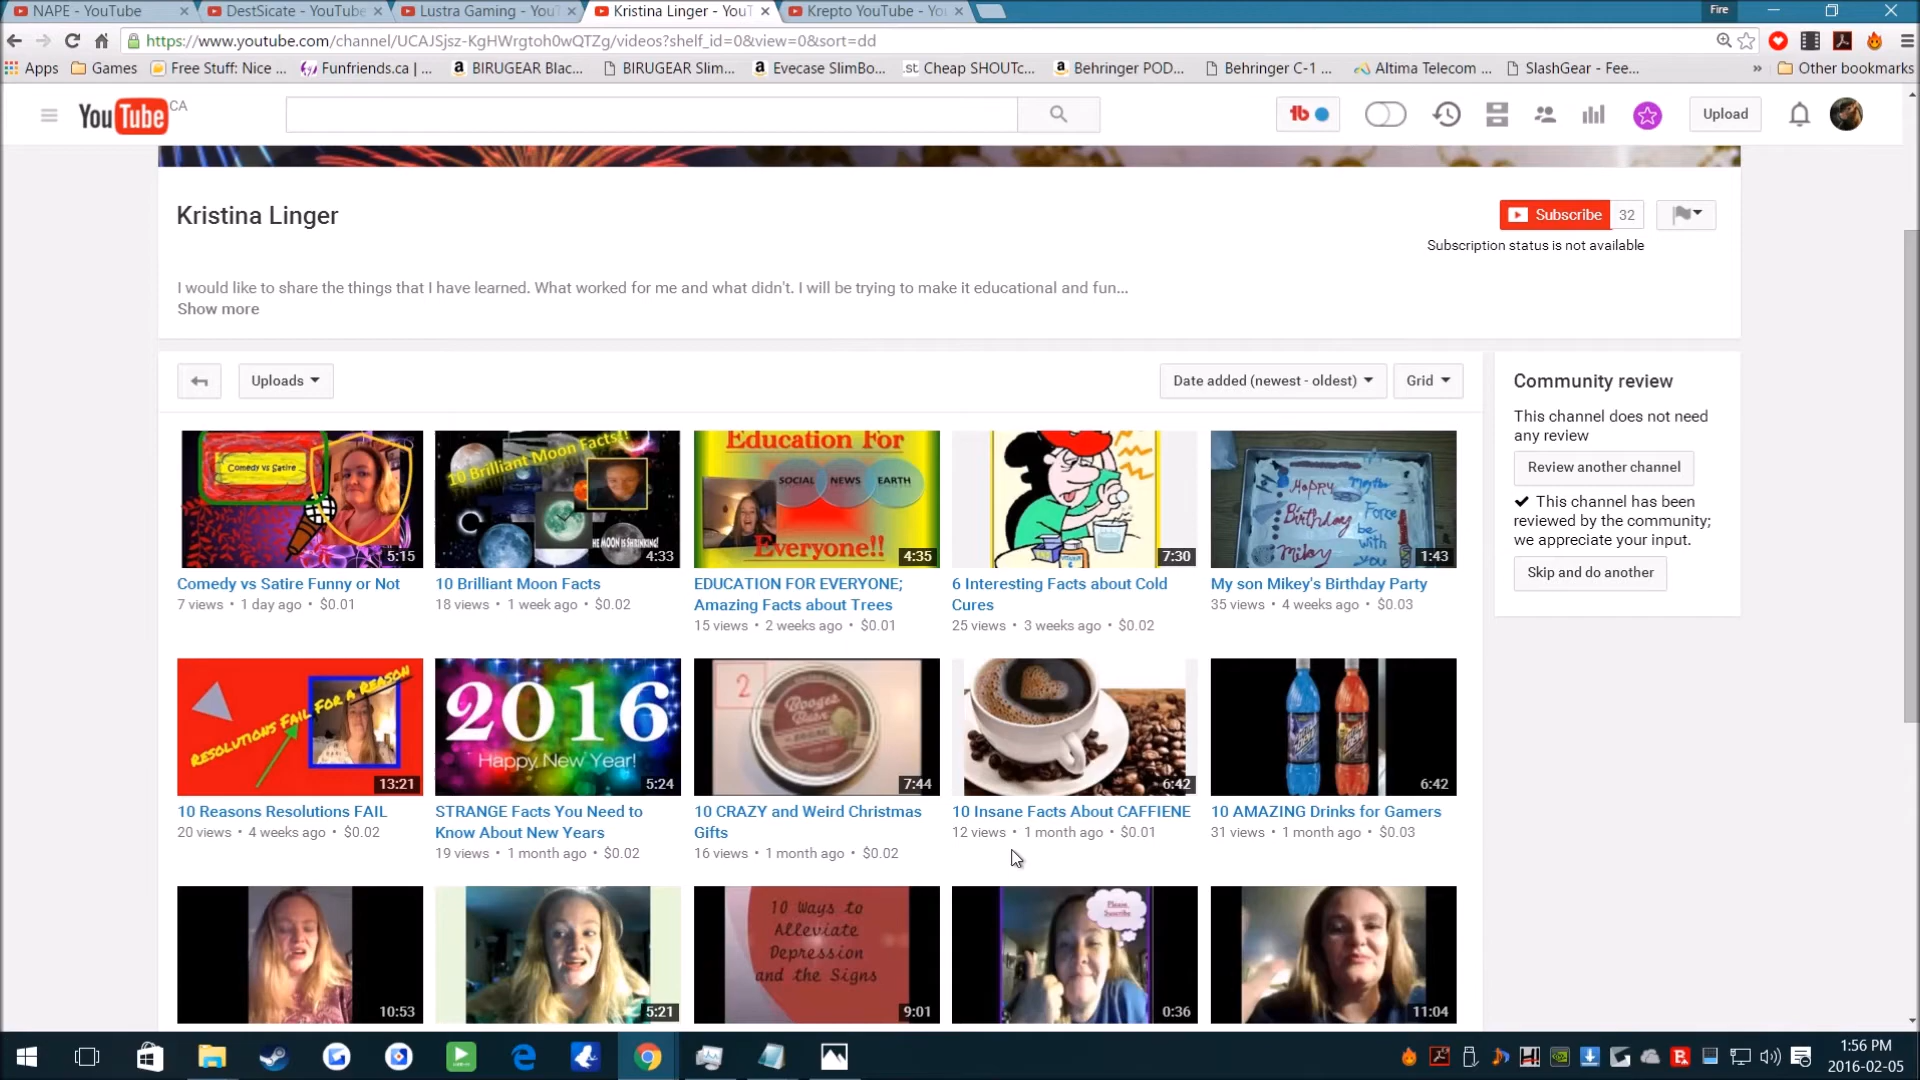 NAPE - YouTube
DestSicate - YouTube
Lustra Gaming - YouT
Kristina Linger - YouT
Krepto YouTube - Yo
Fire
https://www.youtube.com/channel/UCAJSjsz-KgHWrgtoh0wQTZg/videos?shelf_id=0&view=0&sort=dd
Apps
Games
Free Stuff: Nice ...
Funfriends.ca | ...
BIRUGEAR Blac...
BIRUGEAR Slim...
Evecase SlimBo...
.st Cheap SHOUTc...
Behringer POD...
Behringer C-1 ...
Altima Telecom ...
SlashGear - Fee...
»
Other bookmarks
YouTube CA
Upload
Kristina Linger
Subscribe 32
Subscription status is not available
I would like to share the things that I have learned. What worked for me and what didn't. I will be trying to make it educational and fun...
Show more
Uploads
Date added (newest - oldest)
Grid
Community review
This channel does not need
any review
Review another channel
This channel has been
reviewed by the community;
we appreciate your input.
Skip and do another
Comedy vs Satire
5:15
Comedy vs Satire Funny or Not
7 views • 1 day ago • $0.01
10 Brilliant Moon Facts!!
HE MOON IS SHRINKING!
4:33
10 Brilliant Moon Facts
18 views • 1 week ago • $0.02
Education For
SOCIAL NEWS EARTH
Everyone!!
4:35
EDUCATION FOR EVERYONE;
Amazing Facts about Trees
15 views • 2 weeks ago • $0.01
7:30
6 Interesting Facts about Cold
Cures
25 views • 3 weeks ago • $0.02
Happy
Birthday
Mikey
Force
be
with
you
1:43
My son Mikey's Birthday Party
35 views • 4 weeks ago • $0.03
RESOLUTIONS FAIL FOR A REASON
13:21
10 Reasons Resolutions FAIL
20 views • 4 weeks ago • $0.02
2016
Happy New Year!
5:24
STRANGE Facts You Need to
Know About New Years
19 views • 1 month ago • $0.02
2
7:44
10 CRAZY and Weird Christmas
Gifts
16 views • 1 month ago • $0.02
6:42
10 Insane Facts About CAFFIENE
12 views • 1 month ago • $0.01
6:42
10 AMAZING Drinks for Gamers
31 views • 1 month ago • $0.03
10:53
5:21
10 Ways to
Alleviate
Depression
and the Signs
9:01
Please
0:36
11:04
1:56 PM
2016-02-05